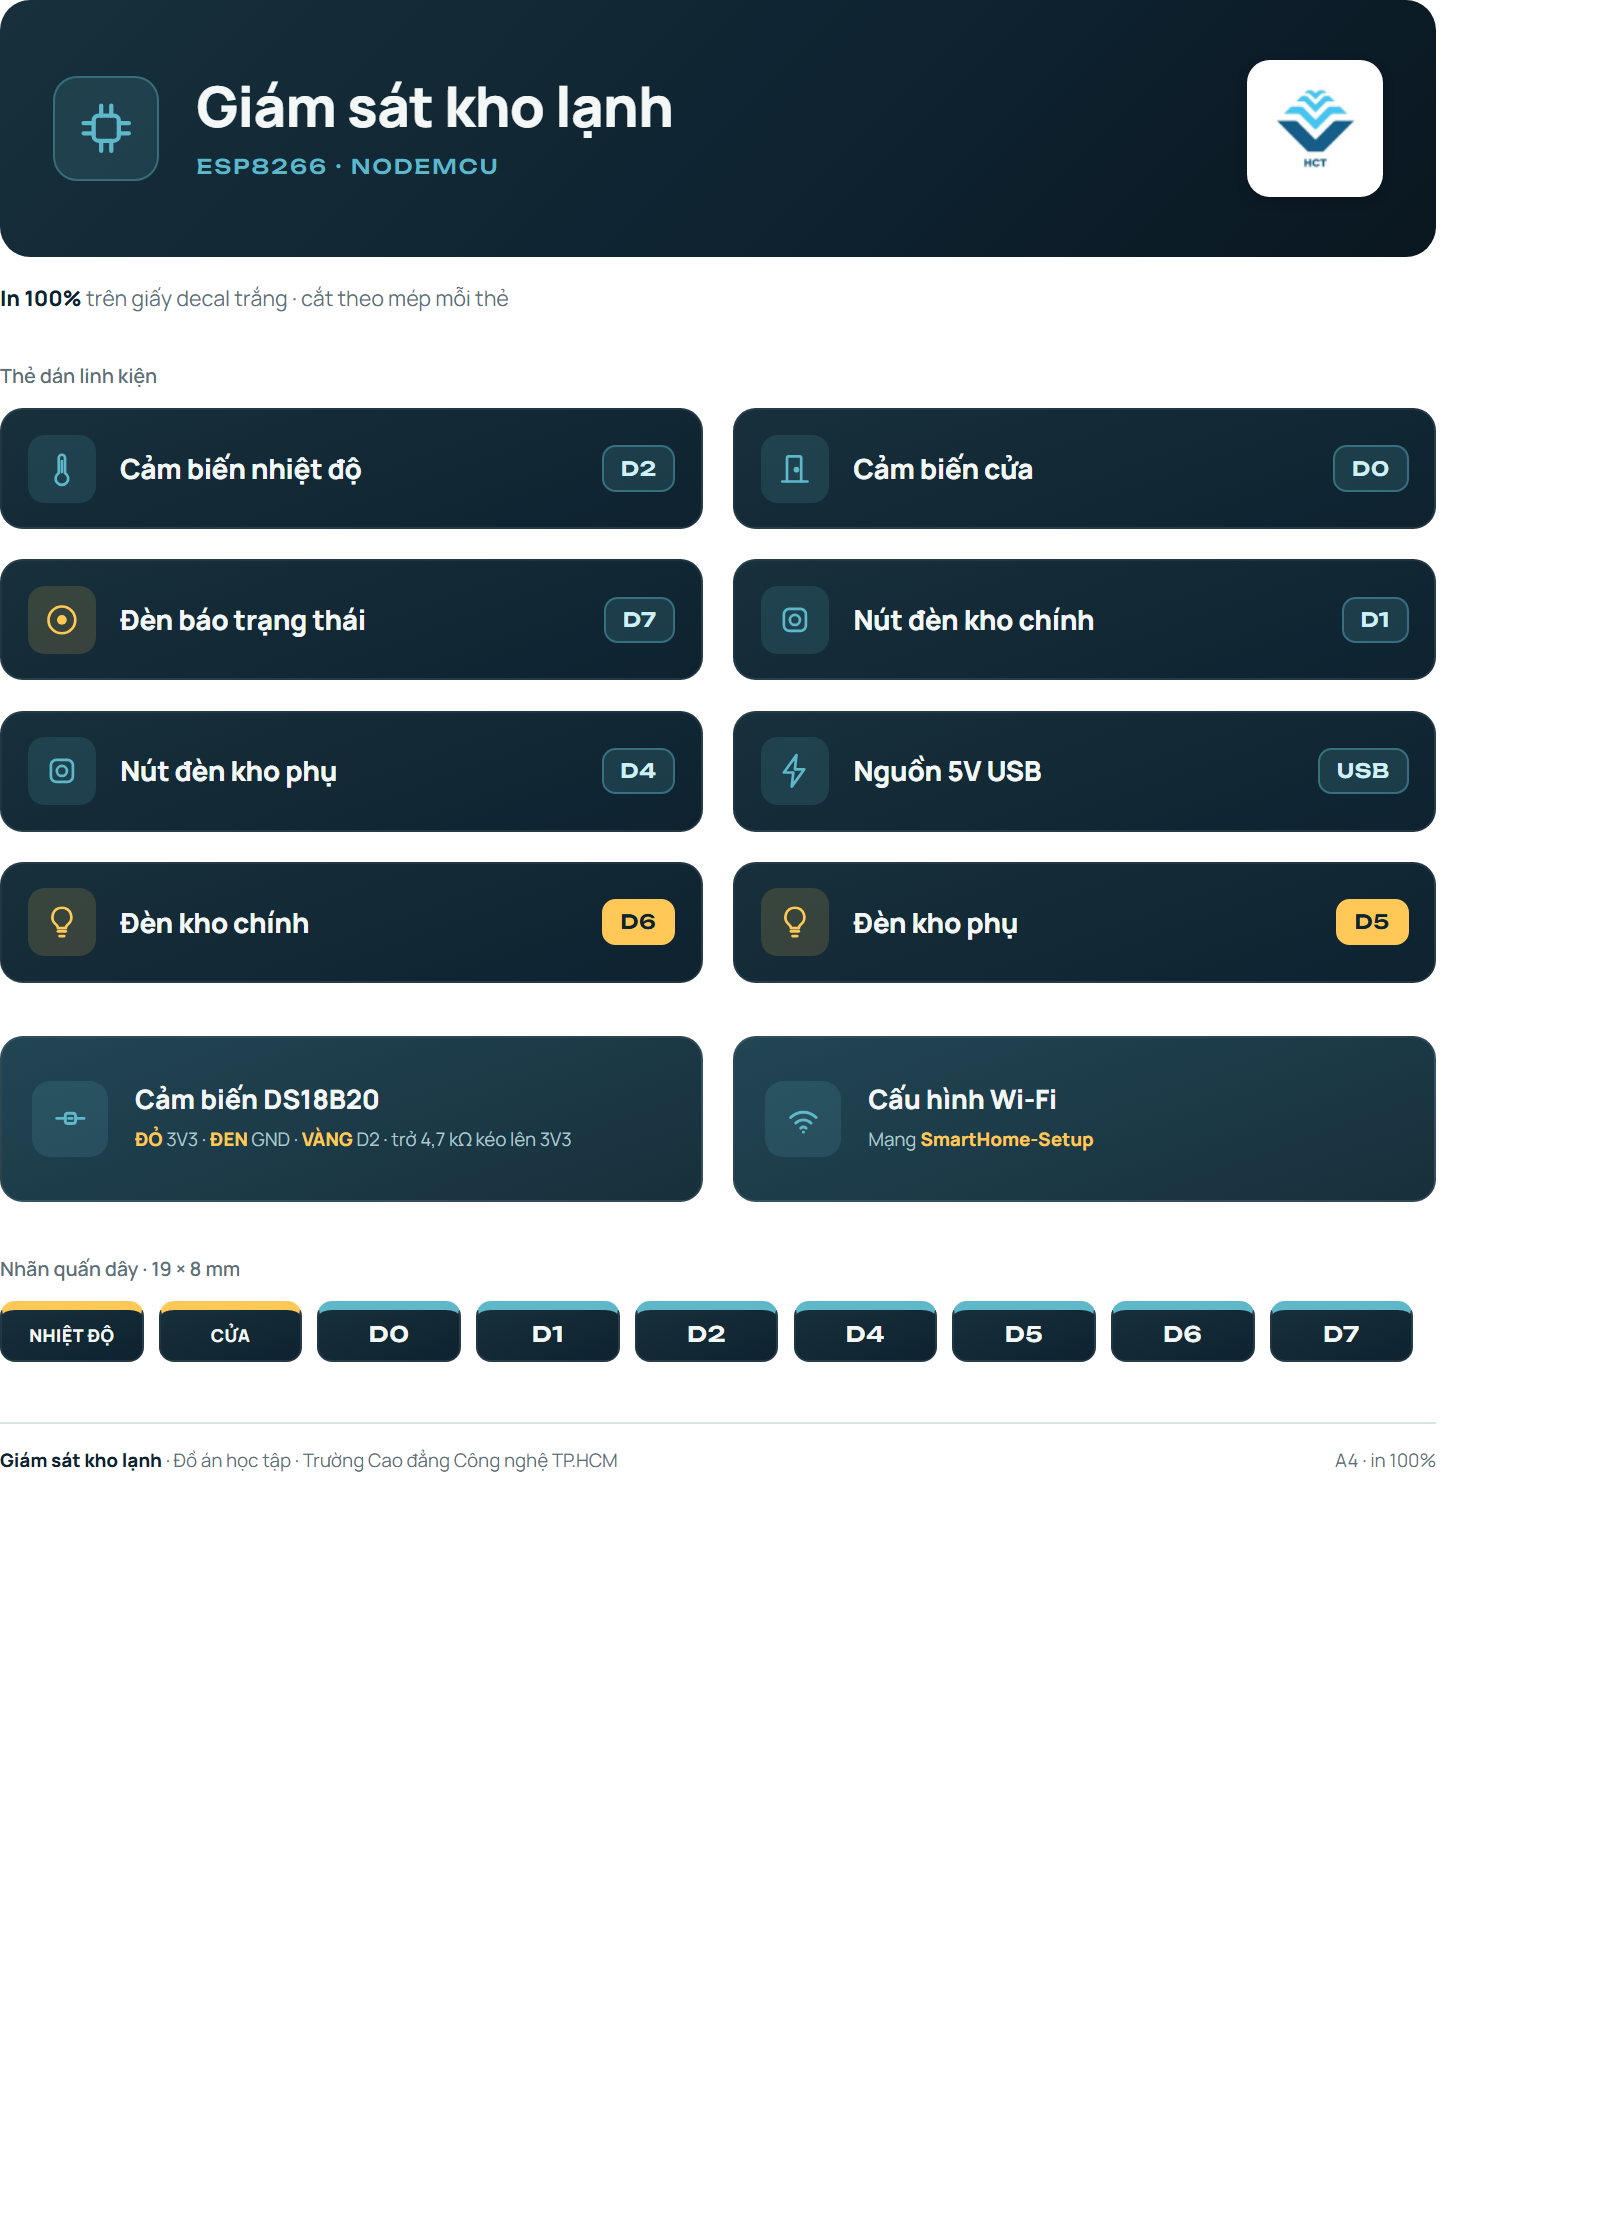 Giám sát kho lạnh
ESP8266 · NODEMCU
HCT
In 100% trên giấy decal trắng · cắt theo mép mỗi thẻ
Thẻ dán linh kiện
Cảm biến nhiệt độ D2
Cảm biến cửa D0
Đèn báo trạng thái D7
Nút đèn kho chính D1
Nút đèn kho phụ D4
Nguồn 5V USB USB
Đèn kho chính D6
Đèn kho phụ D5
Cảm biến DS18B20
ĐỎ 3V3 · ĐEN GND · VÀNG D2 · trở 4,7 kΩ kéo lên 3V3
Cấu hình Wi-Fi
Mạng SmartHome-Setup
Nhãn quấn dây · 19 × 8 mm
NHIỆT ĐỘ CỬA D0 D1 D2 D4 D5 D6 D7
Giám sát kho lạnh · Đồ án học tập · Trường Cao đẳng Công nghệ TP.HCM
A4 · in 100%